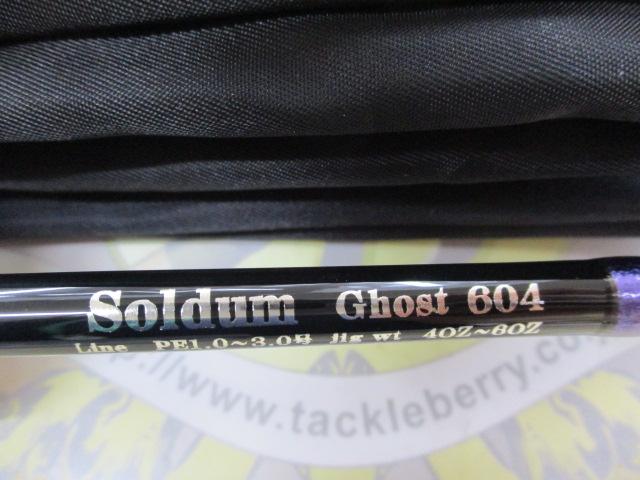 Soldum Ghost 604
Line PE1.0~3.0号 jig wt 4OZ~6OZ
www.tackleberry.co